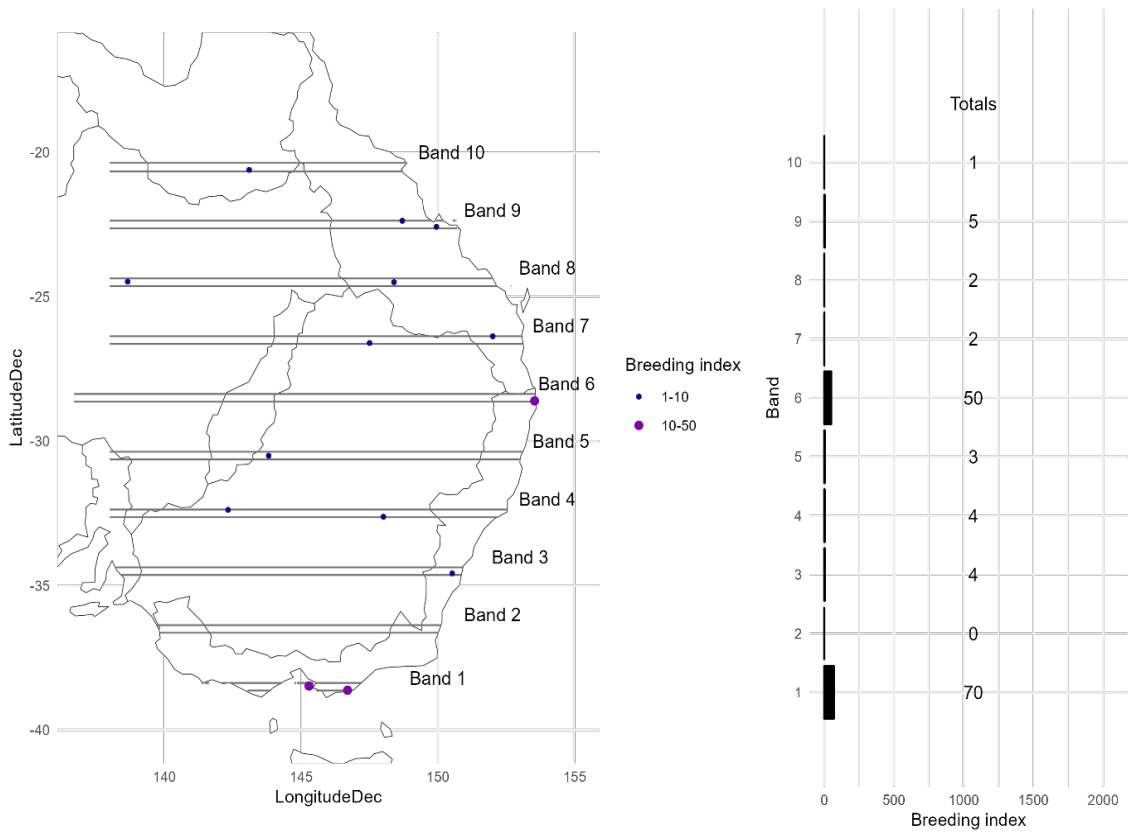 -20
-25
-30
-35
-40
LatitudeDec
Band 10
Band 9
Band 8
Band 7
Band 6
Band 5
Band 4
Band 3
Band 2
Band 1
140
145
150
155
LongitudeDec
Breeding index
1-10
10-50
Totals
10
1
9
5
8
2
7
2
6
50
5
3
4
4
3
4
2
0
1
70
Band
0
500
1000
1500
2000
Breeding index